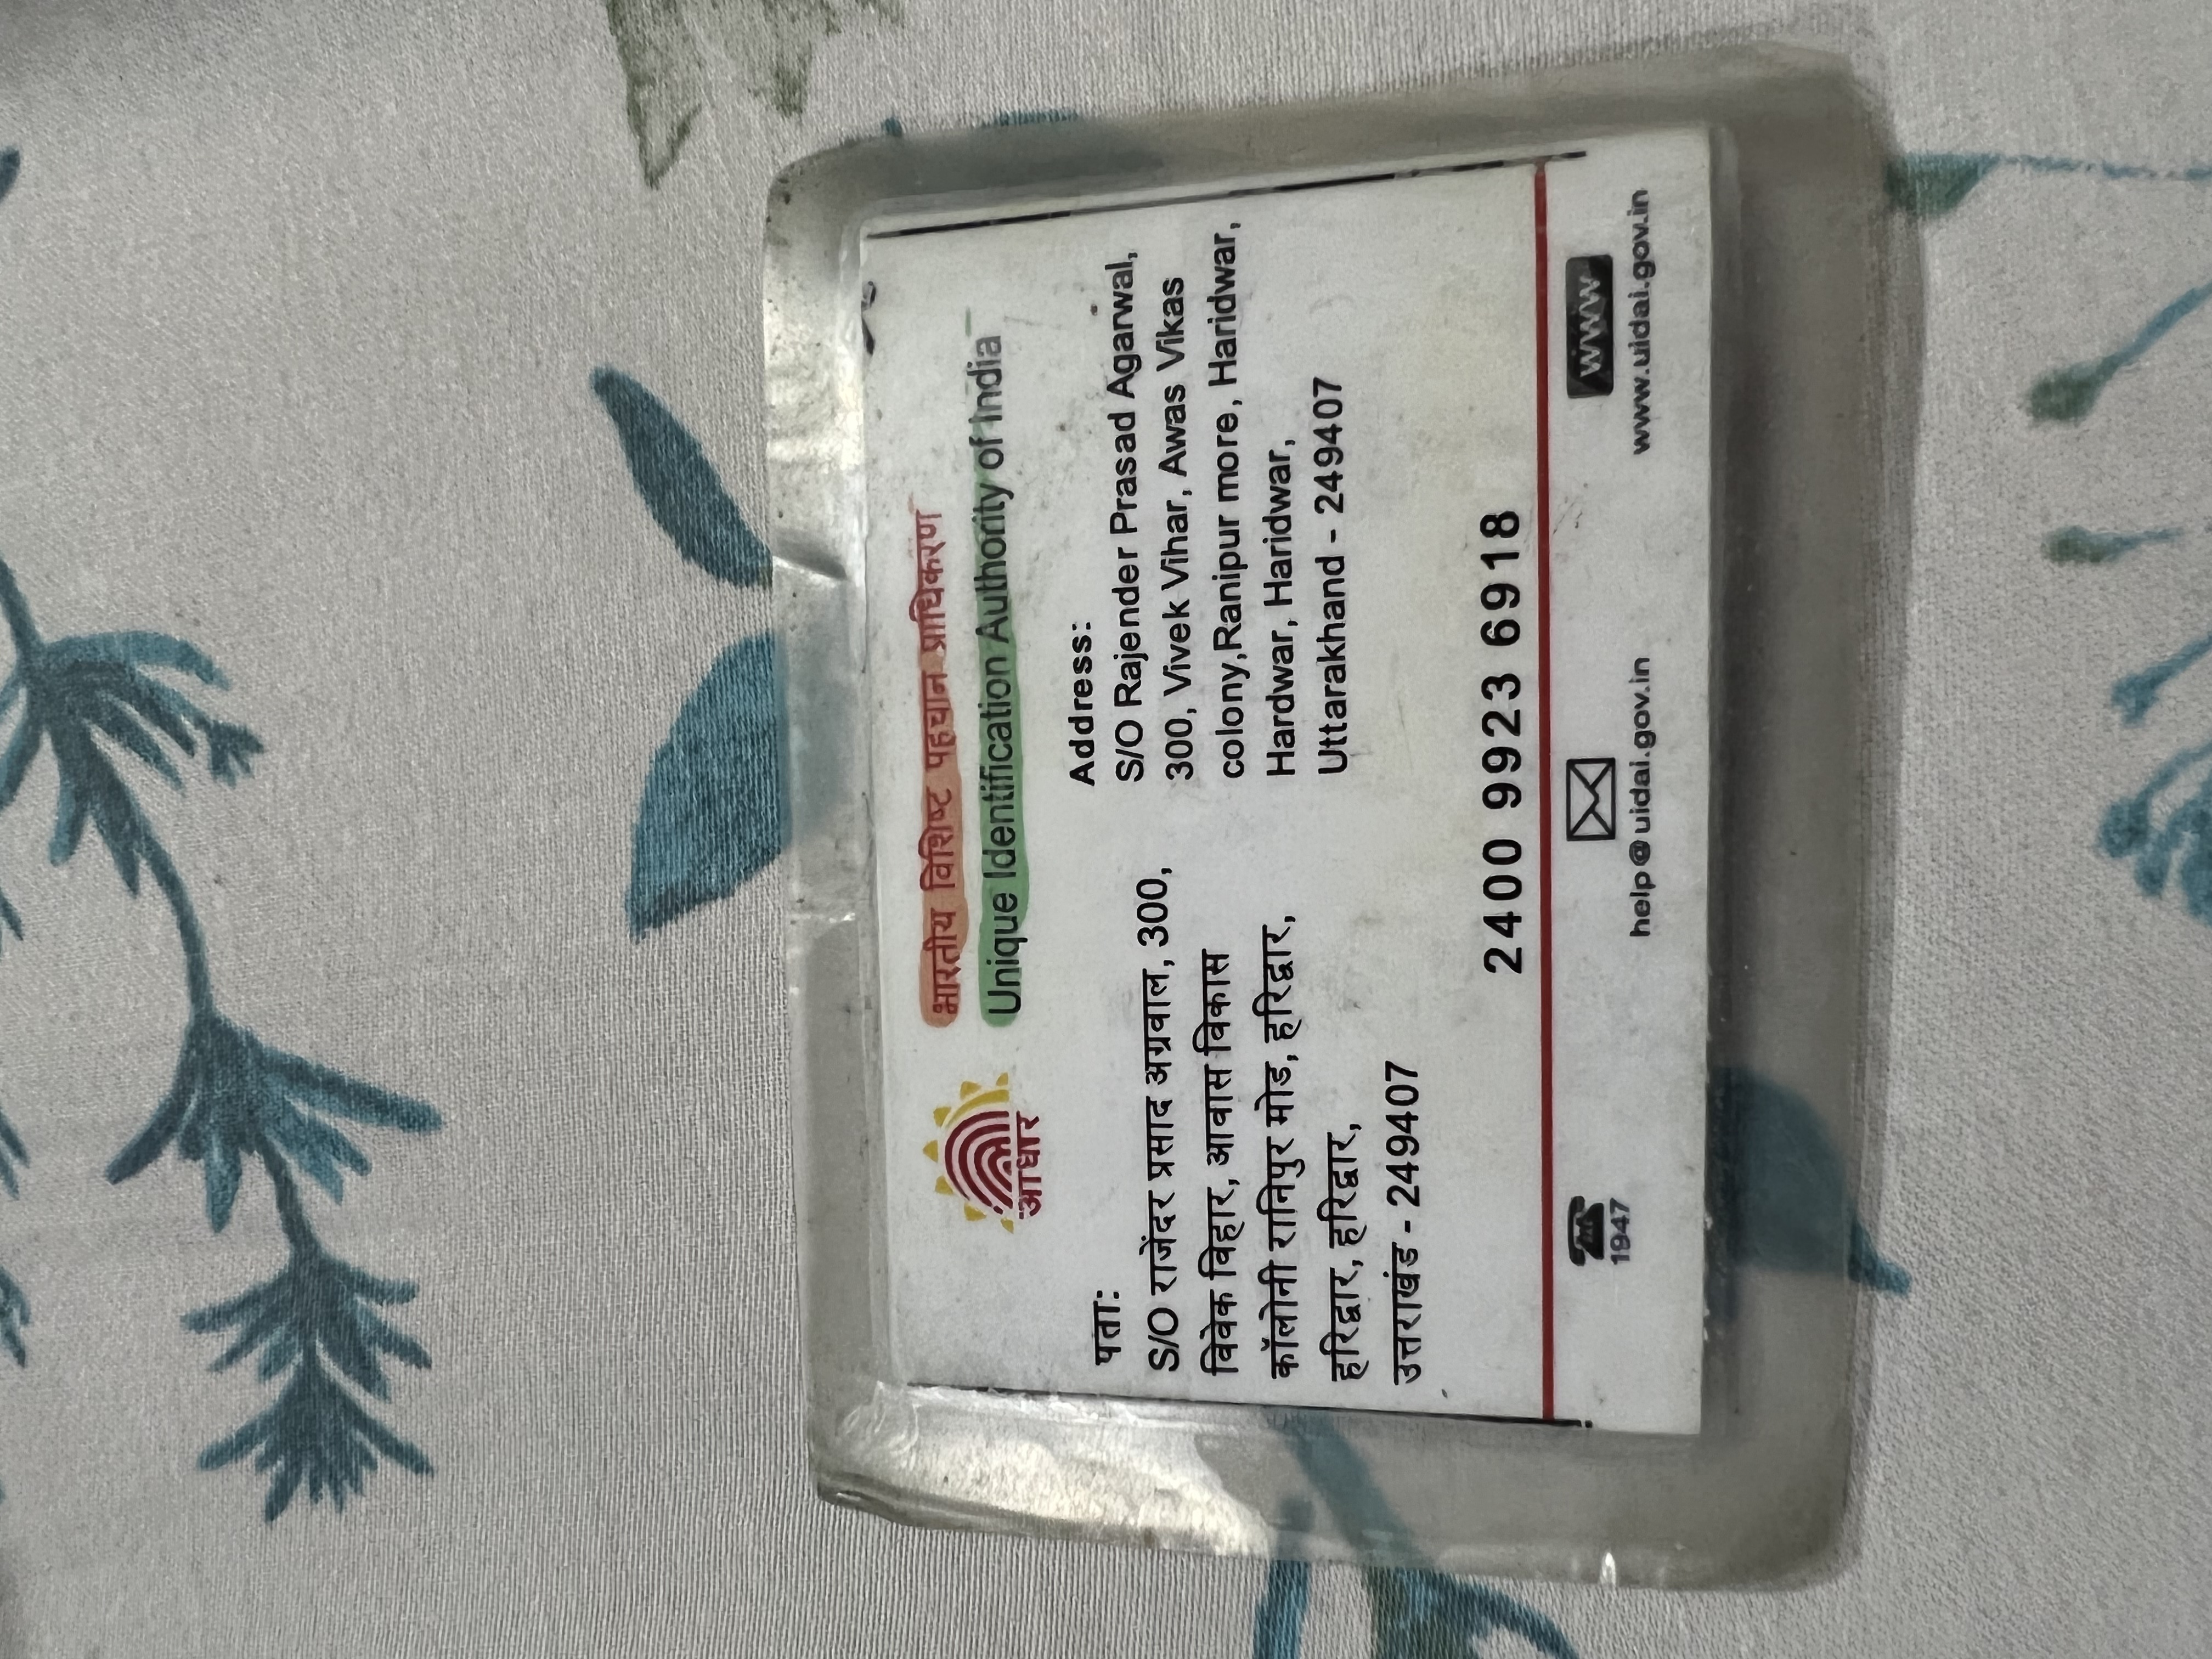 भारतीय विशिष्ट पहचान प्राधिकरण
Unique Identification Authority of India
आधार
पता:
S/O राजेंदर प्रसाद अग्रवाल, 300,
विवेक विहार, आवास विकास
कॉलोनी रानिपुर मोड, हरिद्वार,
हरिद्वार, हरिद्वार,
उत्तराखंड - 249407
Address:
S/O Rajender Prasad Agarwal,
300, Vivek Vihar, Awas Vikas
colony,Ranipur more, Haridwar,
Hardwar, Haridwar,
Uttarakhand - 249407
2400 9923 6918
1947
help@uidai.gov.in
www
www.uidai.gov.in